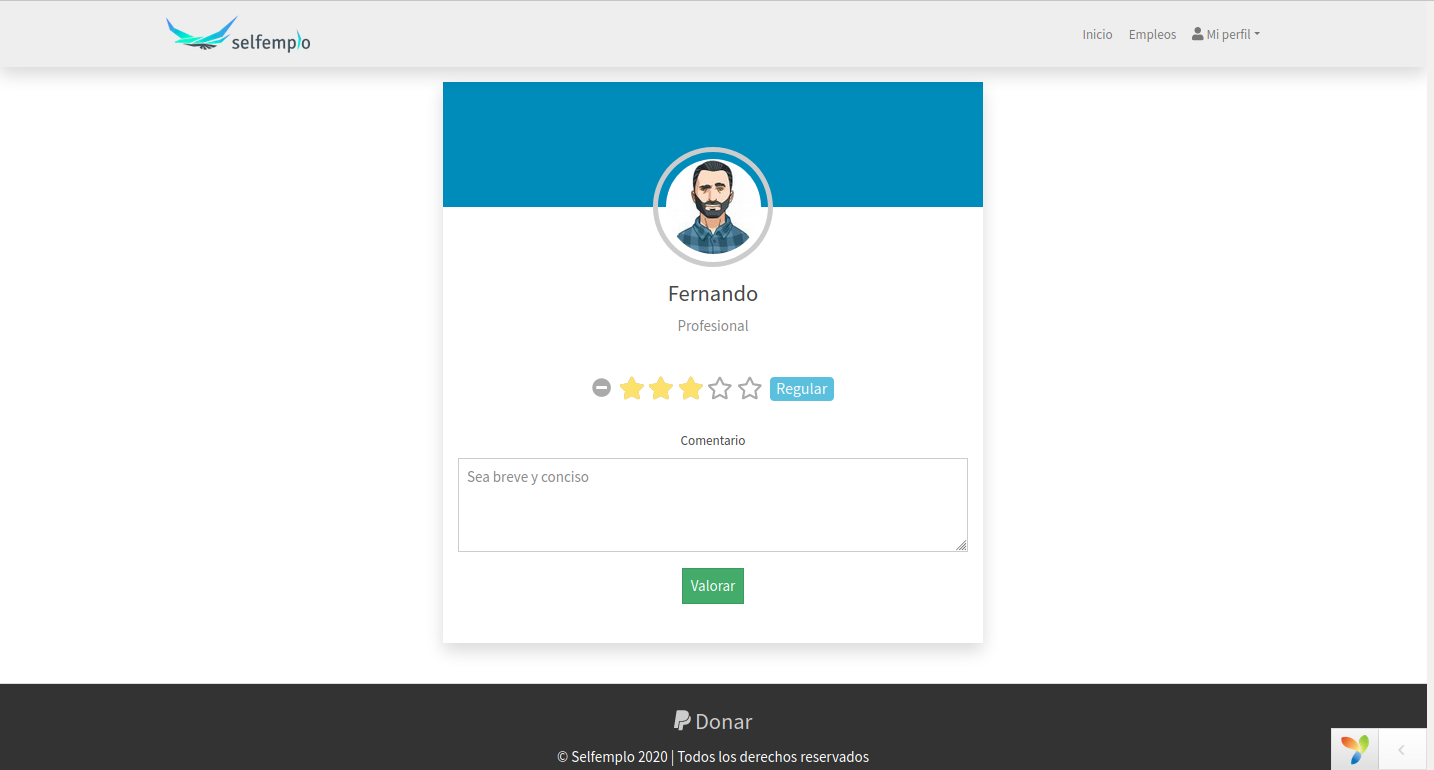 selfemplo
Inicio Empleos Mi perfil
Fernando
Profesional
Regular
Comentario
Sea breve y conciso
Valorar
Donar
© Selfemplo 2020 | Todos los derechos reservados